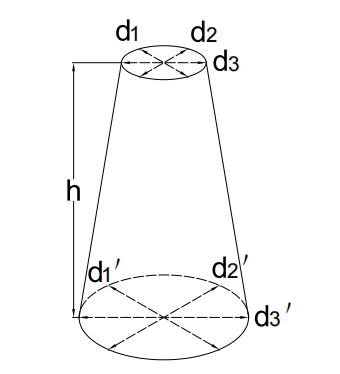 d1 d2
d3
h
d1′ d2′
d3′